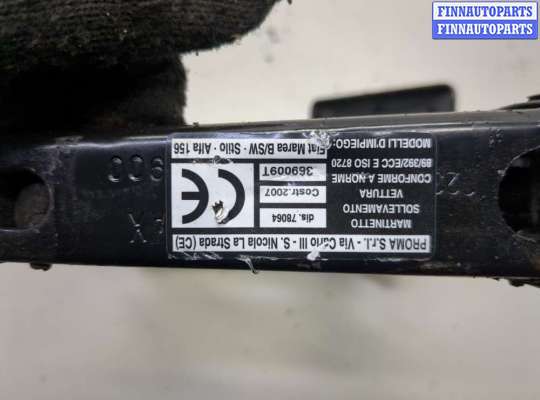 FINNAUTOPARTS
FINNAUTOPARTS
PROMA S.r.l. - Via Carlo III - S. Nicola La Strada (CE)
MARTINETTO
SOLLEVAMENTO
VETTURA
CONFORME A NORME
89/392/ECC E ISO 8720
MODELLI D'IMPIEGO:
dis. 78064
Costr.2007
369009T
CE
Fiat Marea B/SW - Stilo - Alfa 156